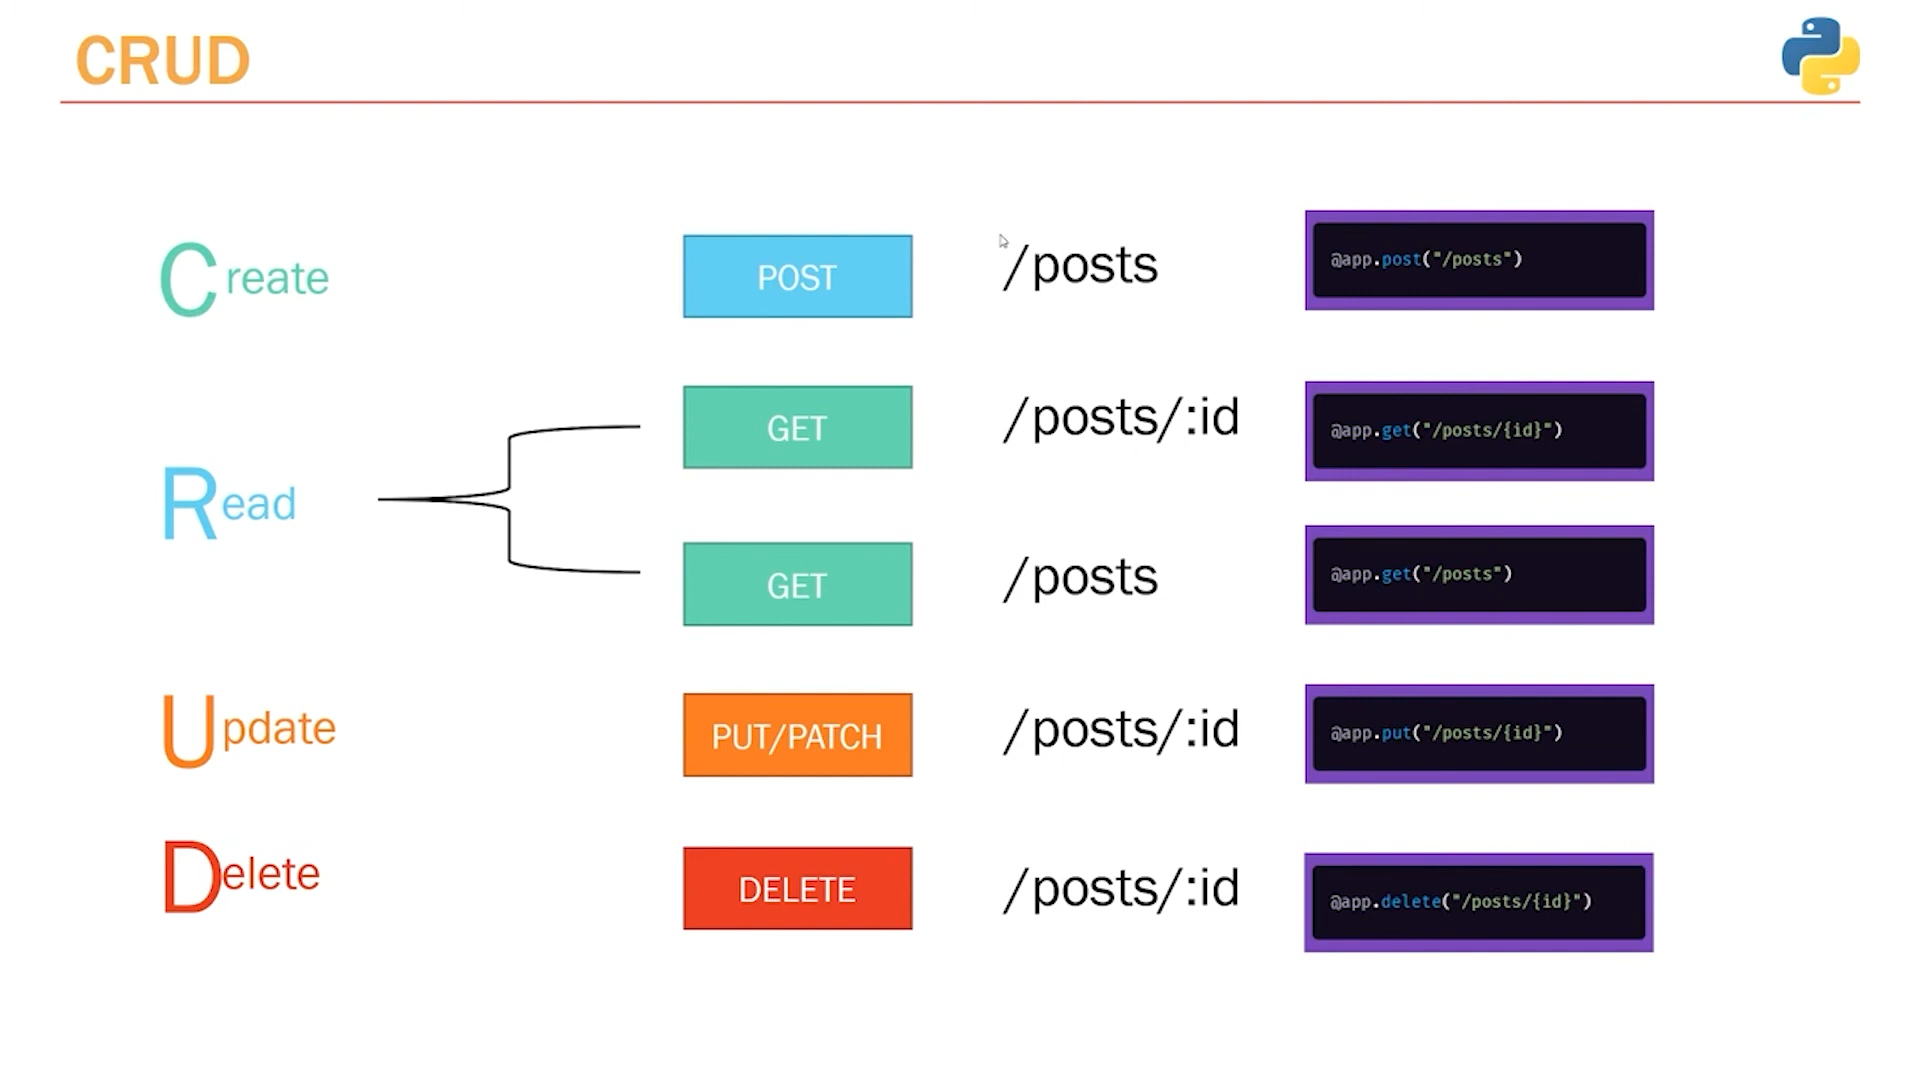 CRUD
Create POST /posts @app.post("/posts")
GET /posts/:id @app.get("/posts/{id}")
Read
GET /posts @app.get("/posts")
Update PUT/PATCH /posts/:id @app.put("/posts/{id}")
Delete DELETE /posts/:id @app.delete("/posts/{id}")